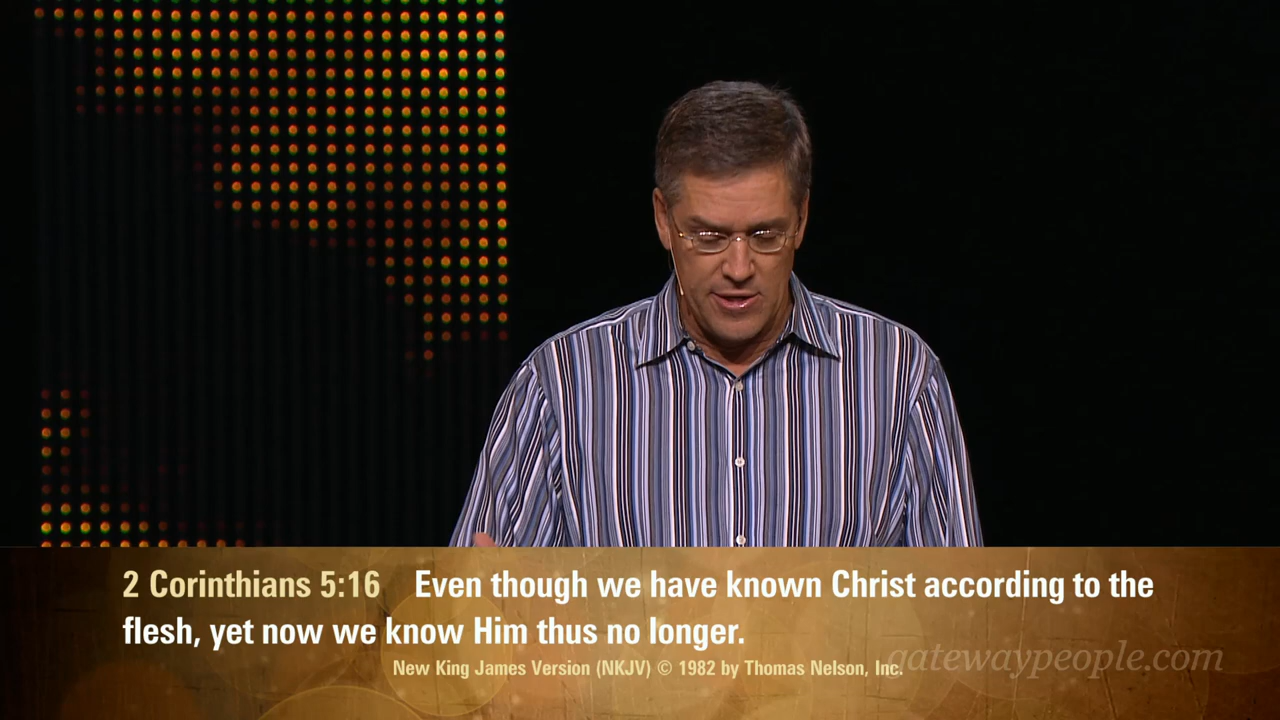 2 Corinthians 5:16 Even though we have known Christ according to the
flesh, yet now we know Him thus no longer.
New King James Version (NKJV) © 1982 by Thomas Nelson, Inc.
gatewaypeople.com